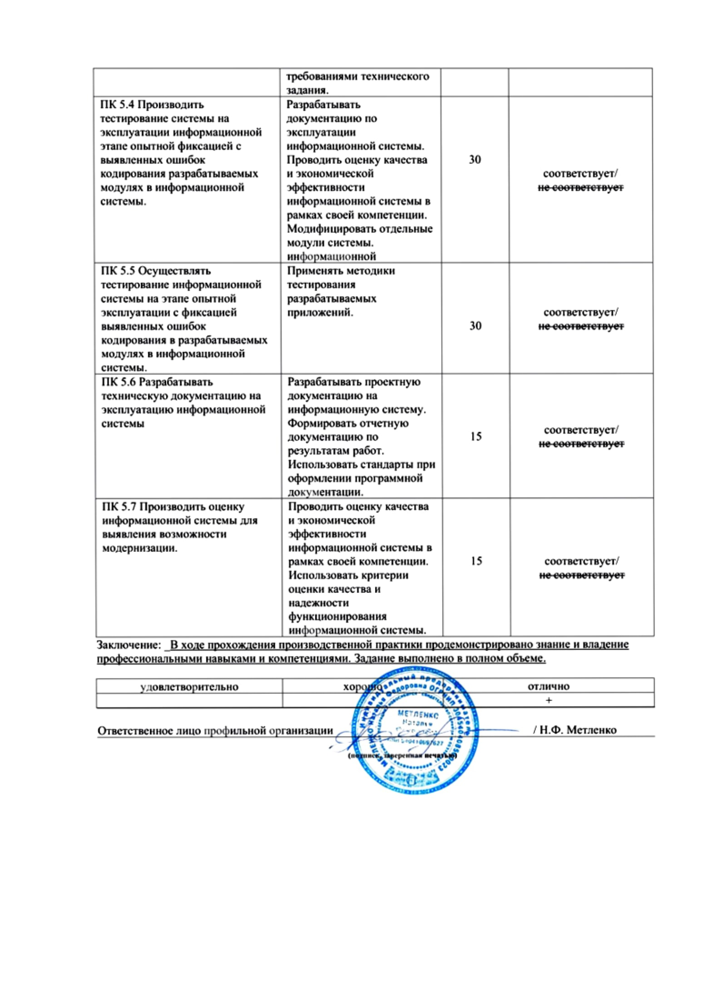 требованиями технического
задания.
ПК 5.4 Производить
тестирование системы на
эксплуатации информационной
этапе опытной фиксацией с
выявленных ошибок
кодирования разрабатываемых
модулях в информационной
системы.
Разрабатывать
документацию по
эксплуатации
информационной системы.
Проводить оценку качества
и экономической
эффективности
информационной системы в
рамках своей компетенции.
Модифицировать отдельные
модули системы.
информационной
30
соответствует/
не соответствует
ПК 5.5 Осуществлять
тестирование информационной
системы на этапе опытной
эксплуатации с фиксацией
выявленных ошибок
кодирования в разрабатываемых
модулях в информационной
системы.
Применять методики
тестирования
разрабатываемых
приложений.
30
соответствует/
не соответствует
ПК 5.6 Разрабатывать
техническую документацию на
эксплуатацию информационной
системы
Разрабатывать проектную
документацию на
информационную систему.
Формировать отчетную
документацию по
результатам работ.
Использовать стандарты при
оформлении программной
документации.
15
соответствует/
не соответствует
ПК 5.7 Производить оценку
информационной системы для
выявления возможности
модернизации.
Проводить оценку качества
и экономической
эффективности
информационной системы в
рамках своей компетенции.
Использовать критерии
оценки качества и
надежности
функционирования
информационной системы.
15
соответствует/
не соответствует
Заключение: _В ходе прохождения производственной практики продемонстрировано знание и владение
профессиональными навыками и компетенциями. Задание выполнено в полном объеме.
удовлетворительно хорошо отлично
+
Ответственное лицо профильной организации / Н.Ф. Метленко
(подпись, заверенная печатью)
Индивидуальный предприниматель
МЕТЛЕНКО Наталья Федоровна ОГРНИП
МЕТЛЕНКО
Наталья